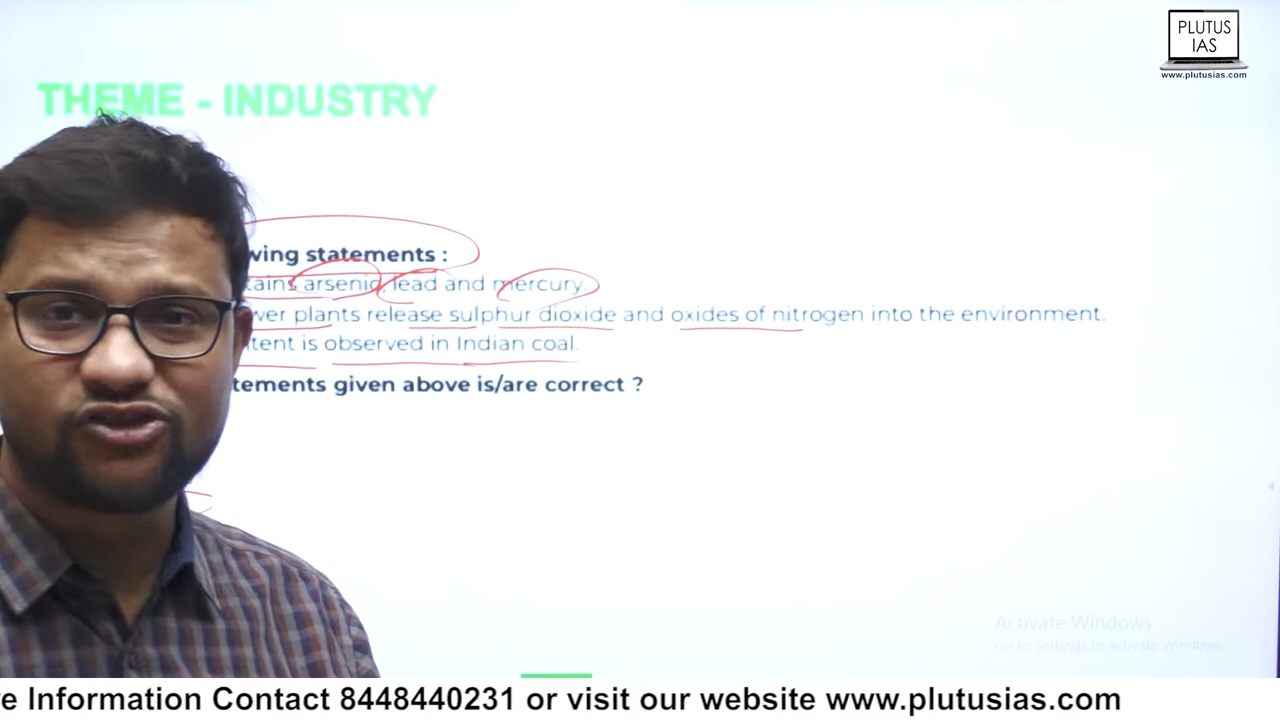 PLUTUS
IAS
www.plutusias.com
THEME - INDUSTRY
wing statements :
tains arsenic, lead and mercury.
wer plants release sulphur dioxide and oxides of nitrogen into the environment.
tent is observed in Indian coal.
tements given above is/are correct ?
Activate Windows
Go to Settings to activate Windows.
re Information Contact 8448440231 or visit our website www.plutusias.com